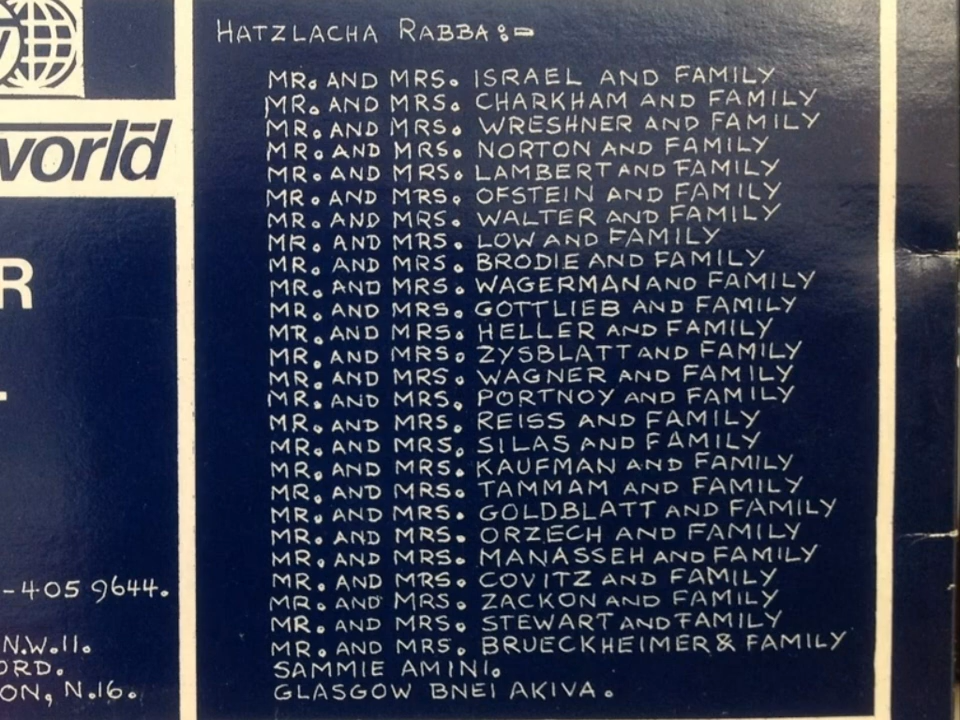 HATZLACHA RABBA:-
MR. AND MRS. ISRAEL AND FAMILY
MR. AND MRS. CHARKHAM AND FAMILY
MR. AND MRS. WRESHNER AND FAMILY
MR. AND MRS. NORTON AND FAMILY
MR. AND MRS. LAMBERT AND FAMILY
MR. AND MRS. OFSTEIN AND FAMILY
MR. AND MRS. WALTER AND FAMILY
MR. AND MRS. LOW AND FAMILY
MR. AND MRS. BRODIE AND FAMILY
MR. AND MRS. WAGERMAN AND FAMILY
MR. AND MRS. GOTTLIEB AND FAMILY
MR. AND MRS. HELLER AND FAMILY
MR. AND MRS. ZYSBLATT AND FAMILY
MR. AND MRS. WAGNER AND FAMILY
MR. AND MRS. PORTNOY AND FAMILY
MR. AND MRS. REISS AND FAMILY
MR. AND MRS. SILAS AND FAMILY
MR. AND MRS. KAUFMAN AND FAMILY
MR. AND MRS. TAMMAM AND FAMILY
MR. AND MRS. GOLDBLATT AND FAMILY
MR. AND MRS. ORZECH AND FAMILY
MR. AND MRS. MANASSEH AND FAMILY
MR. AND MRS. COVITZ AND FAMILY
MR. AND MRS. ZACKON AND FAMILY
MR. AND MRS. STEWART AND FAMILY
MR. AND MRS. BRUECKHEIMER & FAMILY
SAMMIE AMINI.
GLASGOW BNEI AKIVA.
world
R
-405 9644.
N.W.11.
ORD.
ON, N.16.